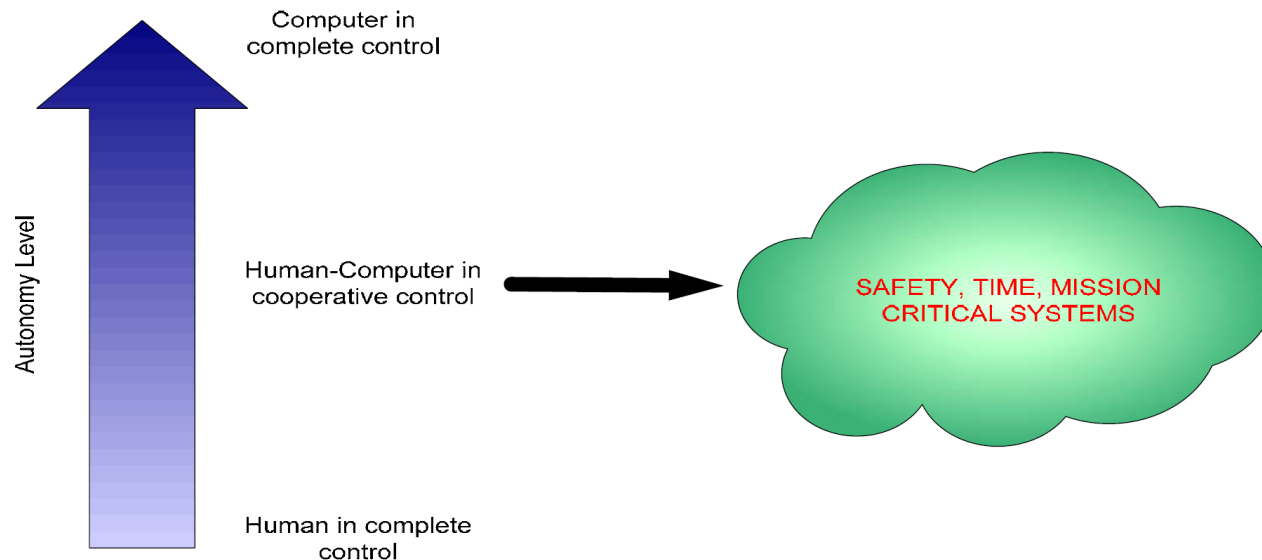 Computer in
complete control
Autonomy Level
Human-Computer in
cooperative control
SAFETY, TIME, MISSION
CRITICAL SYSTEMS
Human in complete
control